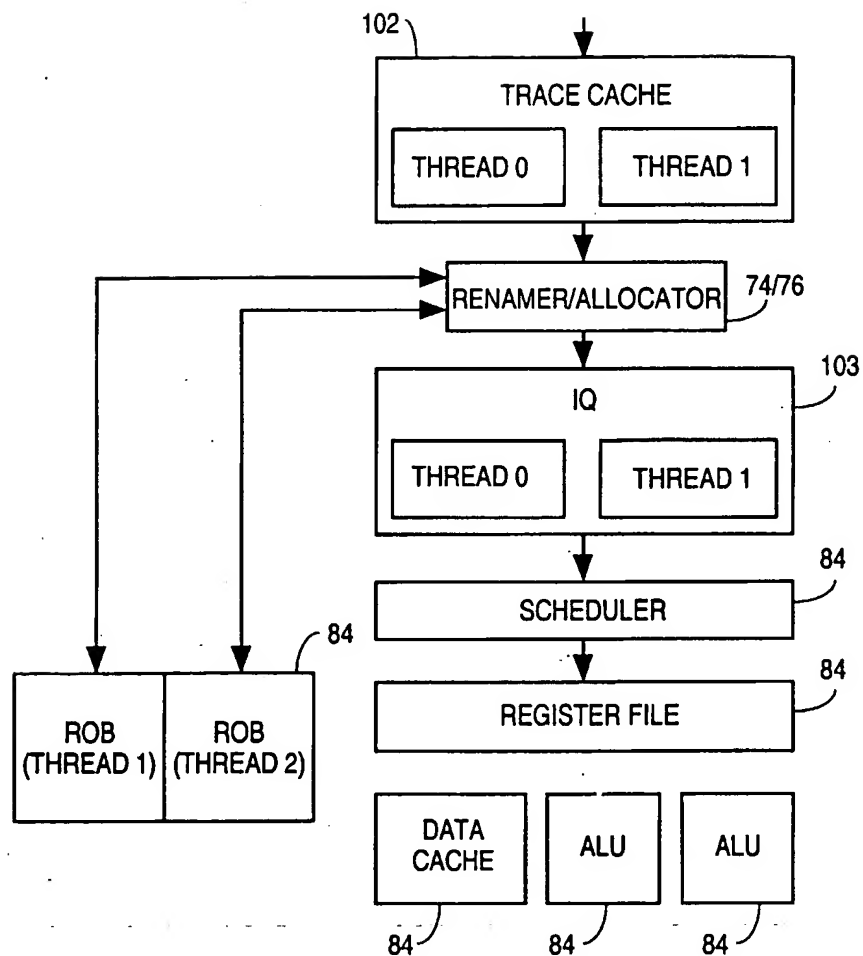 102
TRACE CACHE
THREAD 0
THREAD 1
RENAMER/ALLOCATOR
74/76
103
IQ
THREAD 0
THREAD 1
84
SCHEDULER
84
REGISTER FILE
84
ROB
(THREAD 1)
ROB
(THREAD 2)
DATA
CACHE
ALU
ALU
84
84
84